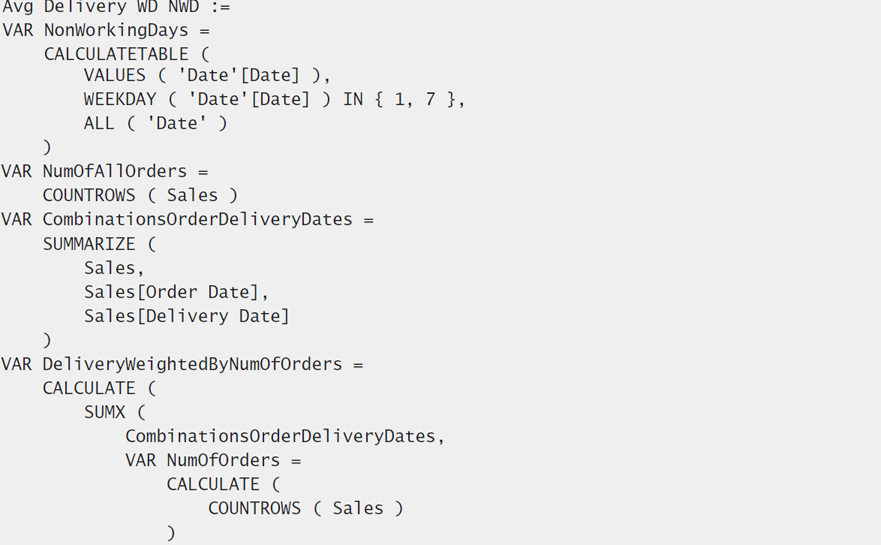 Avg Delivery WD NWD :=
VAR NonWorkingDays =
    CALCULATETABLE (
        VALUES ( 'Date'[Date] ),
        WEEKDAY ( 'Date'[Date] ) IN { 1, 7 },
        ALL ( 'Date' )
    )
VAR NumOfAllOrders =
    COUNTROWS ( Sales )
VAR CombinationsOrderDeliveryDates =
    SUMMARIZE (
        Sales,
        Sales[Order Date],
        Sales[Delivery Date]
    )
VAR DeliveryWeightedByNumOfOrders =
    CALCULATE (
        SUMX (
            CombinationsOrderDeliveryDates,
            VAR NumOfOrders =
                CALCULATE (
                    COUNTROWS ( Sales )
                )